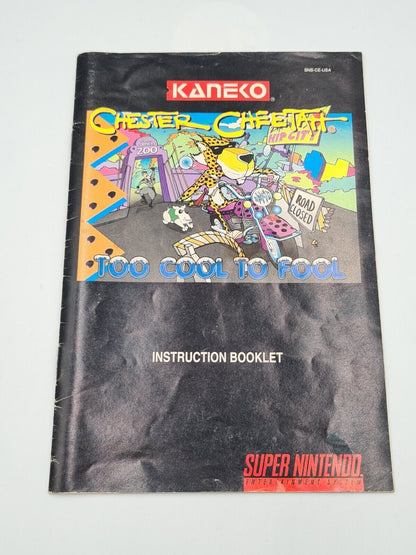 SNS-CE-USA
KANEKO®
CHESTER CHEETAH
HIP CITY
ZOO
ROAD
CLOSED
TOO COOL TO FOOL
INSTRUCTION BOOKLET
SUPER NINTENDO
ENTERTAINMENT SYSTEM